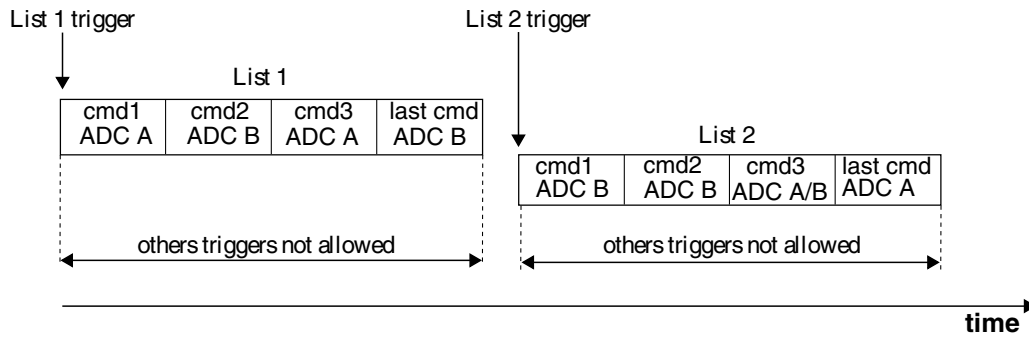 List 1 trigger
List 2 trigger
List 1
cmd1 cmd2 cmd3 last cmd
ADC A ADC B ADC A ADC B
List 2
cmd1 cmd2 cmd3 last cmd
ADC B ADC B ADC A/B ADC A
others triggers not allowed
others triggers not allowed
time